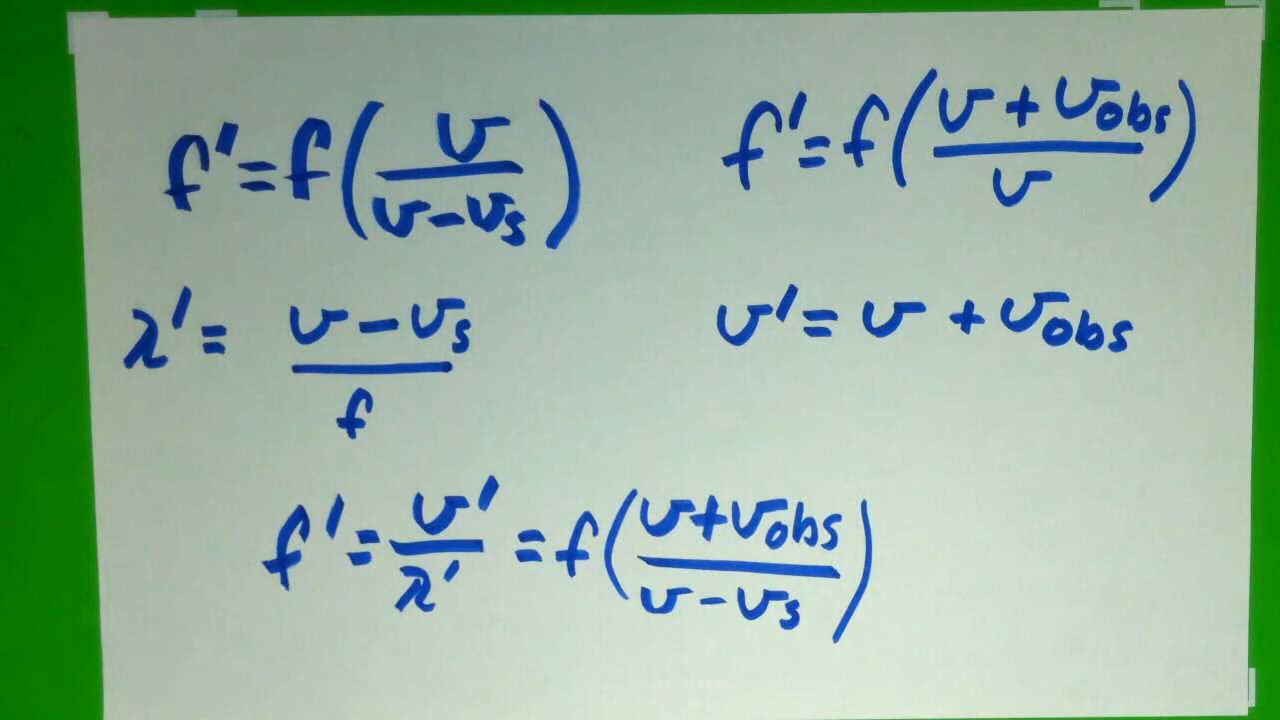 f' = f(v/(v - vs))
f' = f((v + vobs)/v)
λ' = (v - vs)/f
v' = v + vobs
f' = v'/λ' = f((v + vobs)/(v - vs))